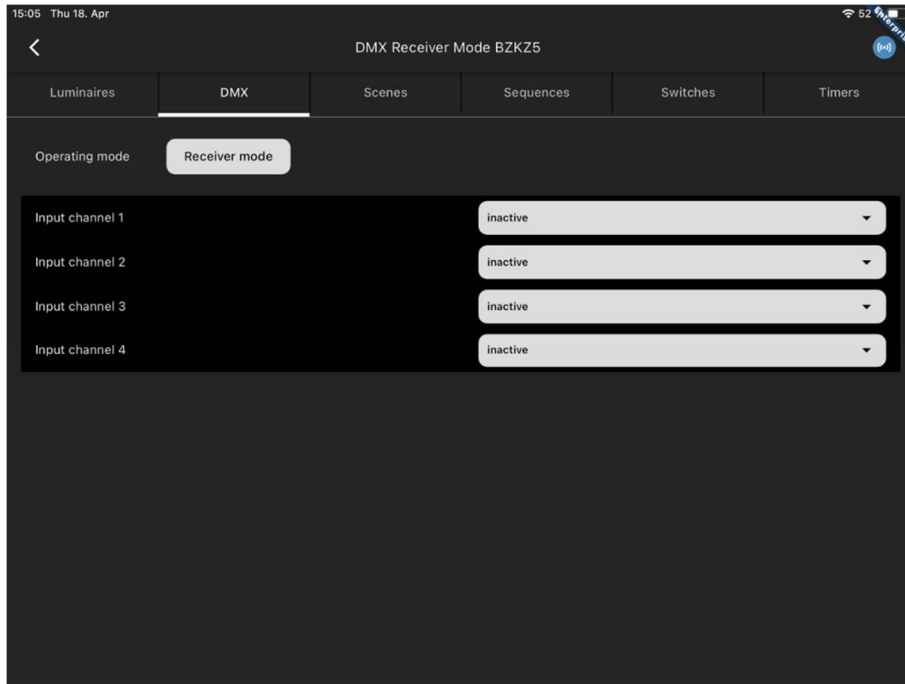 15:05 Thu 18. Apr 52
Enterpris
DMX Receiver Mode BZKZ5
Luminaires DMX Scenes Sequences Switches Timers
Operating mode Receiver mode
Input channel 1 inactive
Input channel 2 inactive
Input channel 3 inactive
Input channel 4 inactive